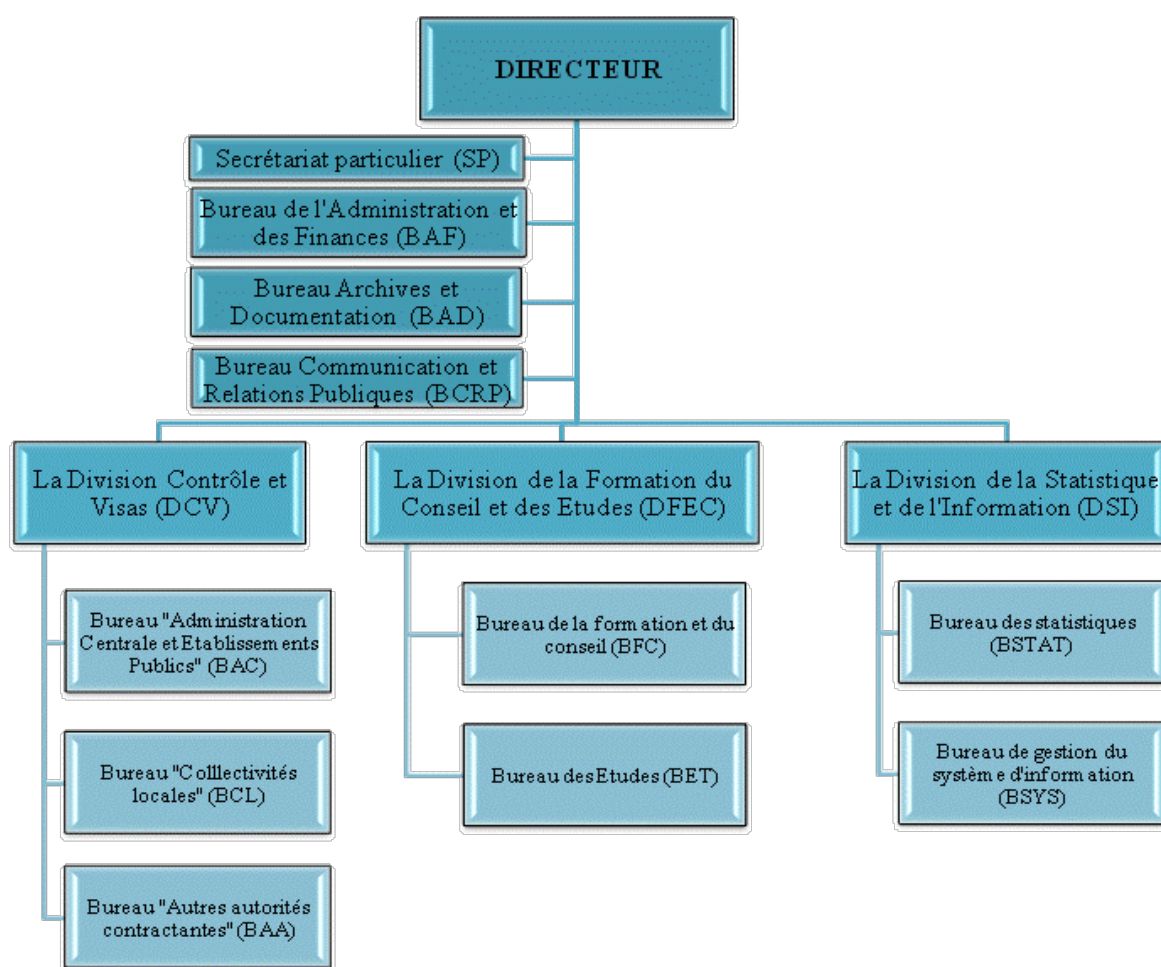 DIRECTEUR
Secrétariat particulier (SP)
Bureau de l'Administration et
des Finances (BAF)
Bureau Archives et
Documentation (BAD)
Bureau Communication et
Relations Publiques (BCRP)
La Division Contrôle et
Visas (DCV)
La Division de la Formation du
Conseil et des Etudes (DFEC)
La Division de la Statistique
et de l'Information (DSI)
Bureau "Administration
Centrale et Etablissements
Publics" (BAC)
Bureau "Colllectivités
locales" (BCL)
Bureau "Autres autorités
contractantes" (BAA)
Bureau de la formation et du
conseil (BFC)
Bureau des Etudes (BET)
Bureau des statistiques
(BSTAT)
Bureau de gestion du
système d'information
(BSYS)